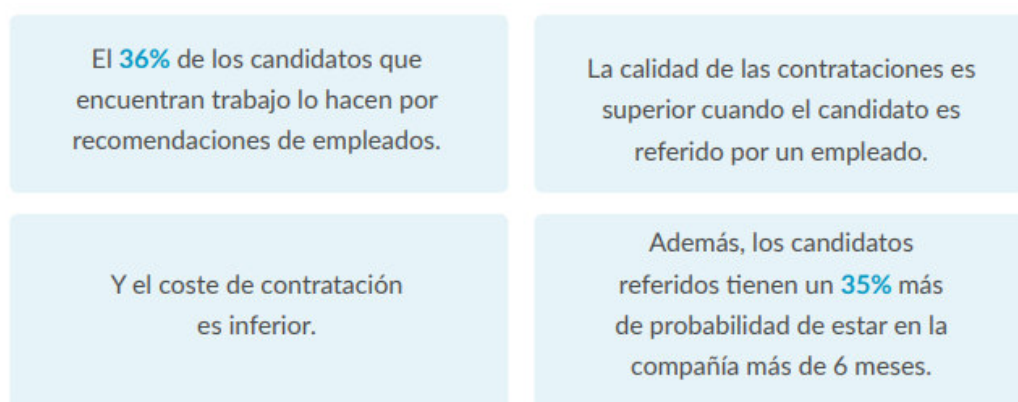 El 36% de los candidatos que
encuentran trabajo lo hacen por
recomendaciones de empleados.
La calidad de las contrataciones es
superior cuando el candidato es
referido por un empleado.
Y el coste de contratación
es inferior.
Además, los candidatos
referidos tienen un 35% más
de probabilidad de estar en la
compañía más de 6 meses.